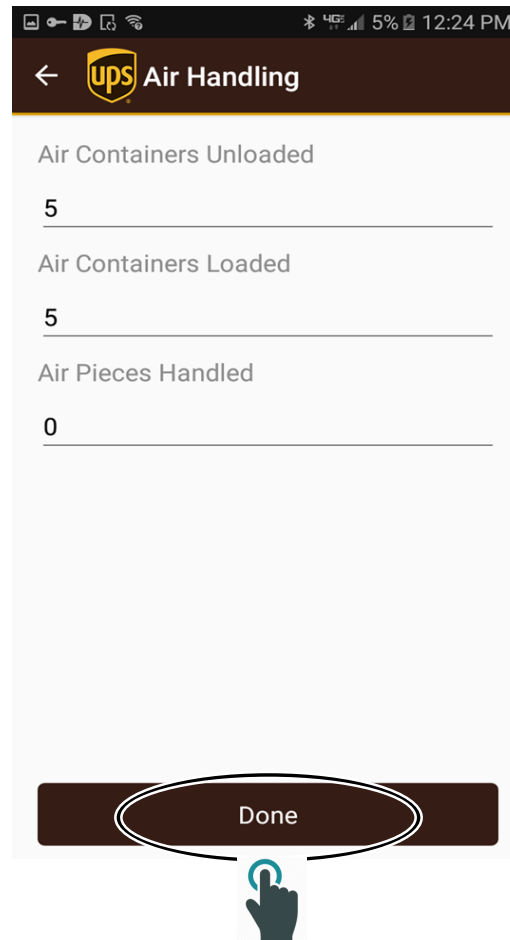 4GE 5% 12:24 PM
ups Air Handling
Air Containers Unloaded
5
Air Containers Loaded
5
Air Pieces Handled
0
Done